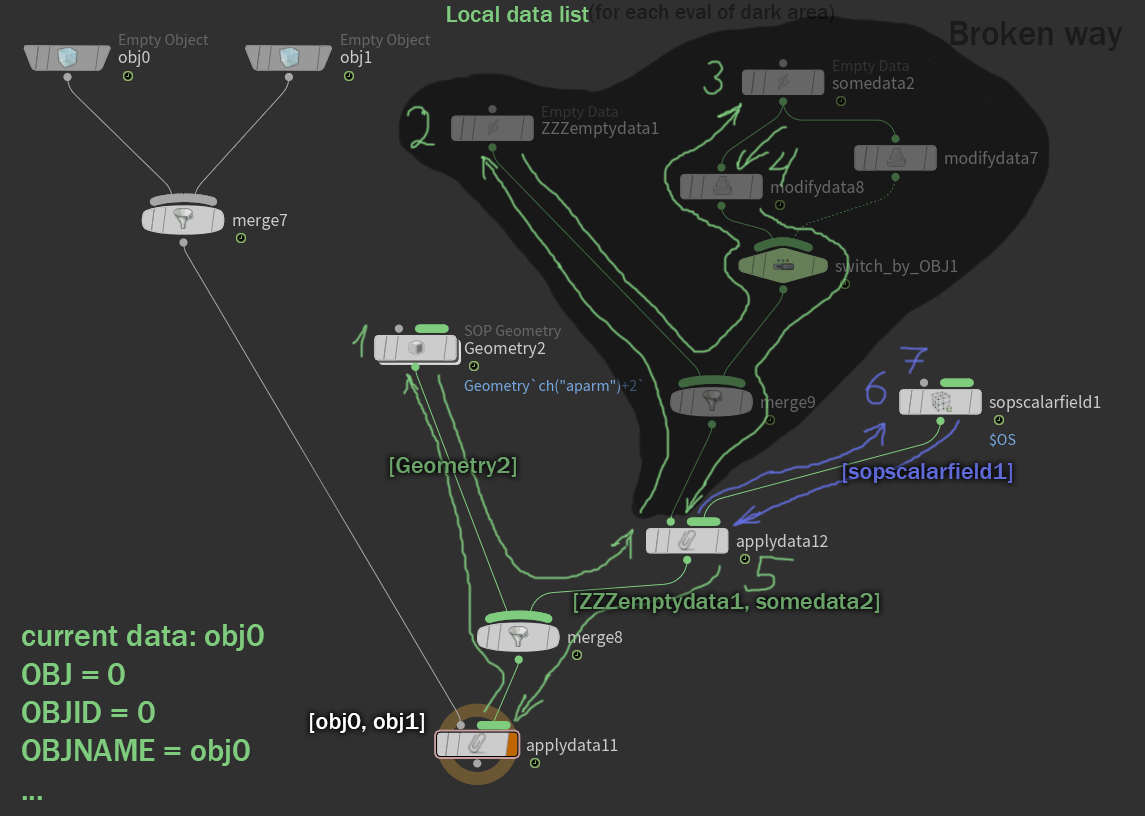 Local data list(for each eval of dark area)
Broken way
Empty Object
obj0
Empty Object
obj1
3
Empty Data
somedata2
2
Empty Data
ZZZemptydata1
4
modifydata7
modifydata8
merge7
switch_by_OBJ1
1
SOP Geometry
Geometry2
Geometry`ch("aparm")+2`
7
6
merge9
sopscalarfield1
$OS
[Geometry2]
[sopscalarfield1]
applydata12
5
[ZZZemptydata1, somedata2]
merge8
current data: obj0
OBJ = 0
OBJID = 0
OBJNAME = obj0
...
[obj0, obj1]
applydata11